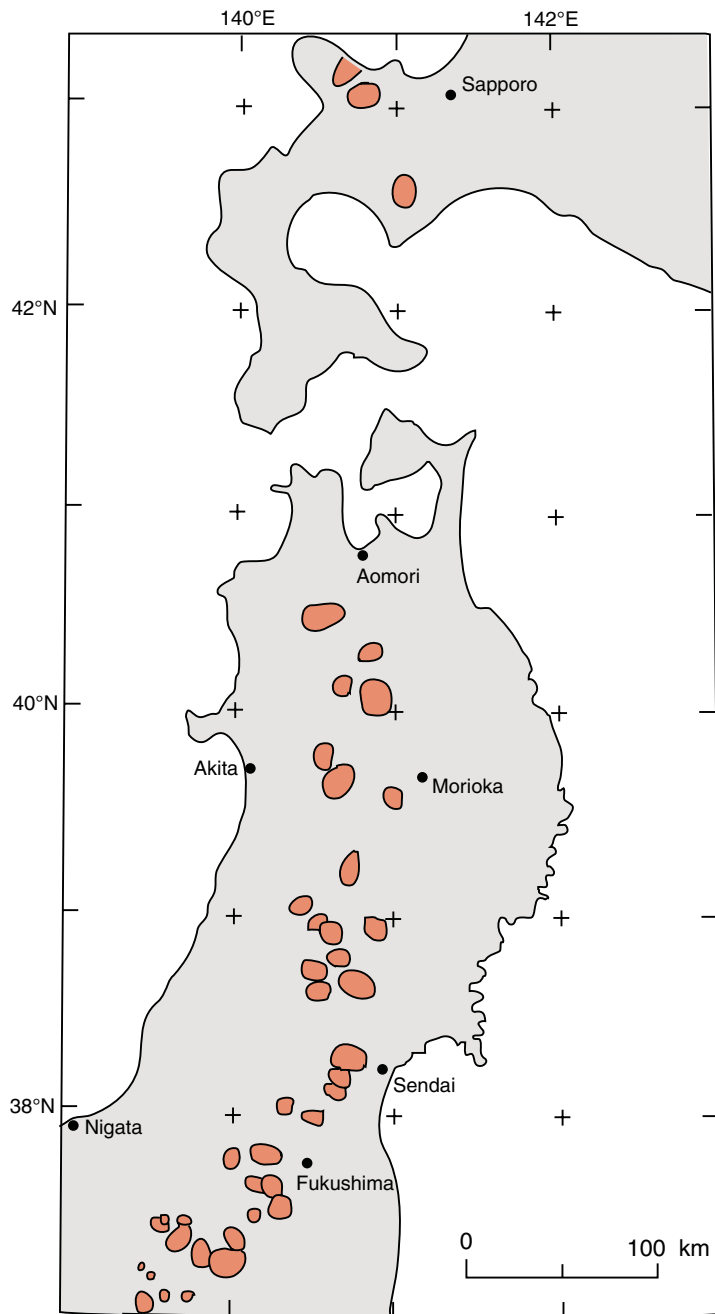 140°E 142°E
Sapporo
42°N
Aomori
40°N
Akita
Morioka
Sendai
38°N
Nigata
Fukushima
0 100 km